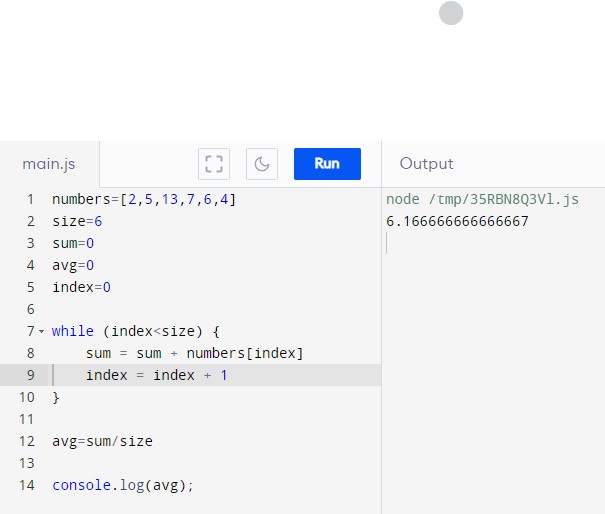 main.js
Run
Output
1 numbers=[2,5,13,7,6,4]
2 size=6
3 sum=0
4 avg=0
5 index=0
6
7 while (index<size) {
8     sum = sum + numbers[index]
9     index = index + 1
10 }
11
12 avg=sum/size
13
14 console.log(avg);
node /tmp/35RBN8Q3Vl.js
6.166666666666667